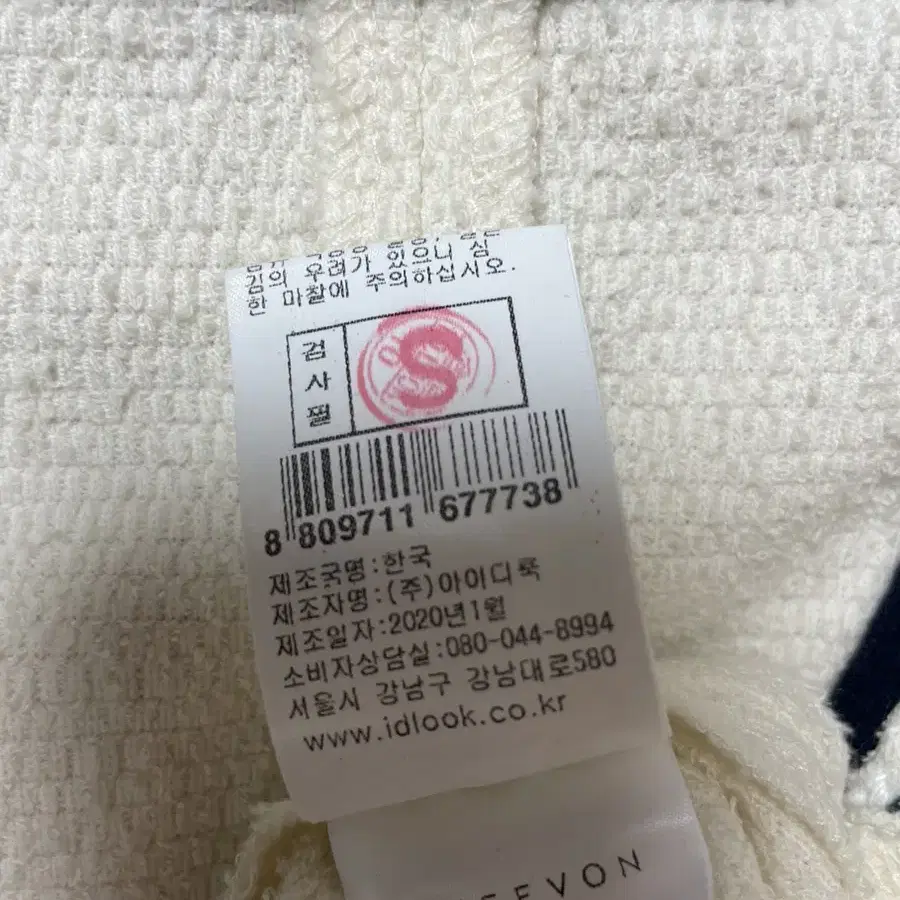 김의 우려가 있으니 심
한 마찰에 주의하십시오.
검사필
S
8 809711 677738
제조국명:한국
제조자명:(주)아이디룩
제조일자:2020년1월
소비자상담실:080-044-8994
서울시 강남구 강남대로580
www.idlook.co.kr